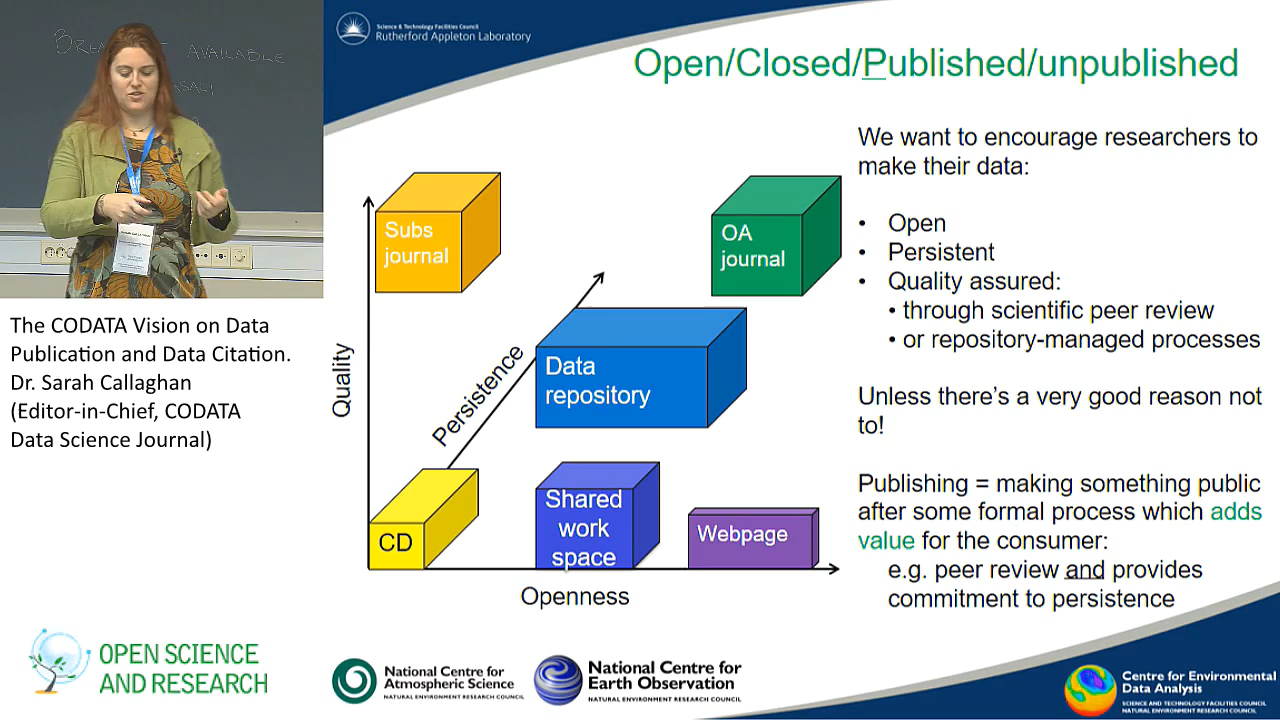 AVAILABLE
Science & Technology Facilities Council
Rutherford Appleton Laboratory
Open/Closed/Published/unpublished
We want to encourage researchers to
make their data:
• Open
• Persistent
• Quality assured:
• through scientific peer review
• or repository-managed processes
Unless there's a very good reason not
to!
Publishing = making something public
after some formal process which adds
value for the consumer:
e.g. peer review and provides
commitment to persistence
Quality
Persistence
Openness
Subs
journal
OA
journal
Data
repository
CD
Shared
work
space
Webpage
The CODATA Vision on Data
Publication and Data Citation.
Dr. Sarah Callaghan
(Editor-in-Chief, CODATA
Data Science Journal)
OPEN SCIENCE
AND RESEARCH
National Centre for
Atmospheric Science
NATURAL ENVIRONMENT RESEARCH COUNCIL
National Centre for
Earth Observation
NATURAL ENVIRONMENT RESEARCH COUNCIL
Centre for Environmental
Data Analysis
SCIENCE AND TECHNOLOGY FACILITIES COUNCIL
NATURAL ENVIRONMENT RESEARCH COUNCIL